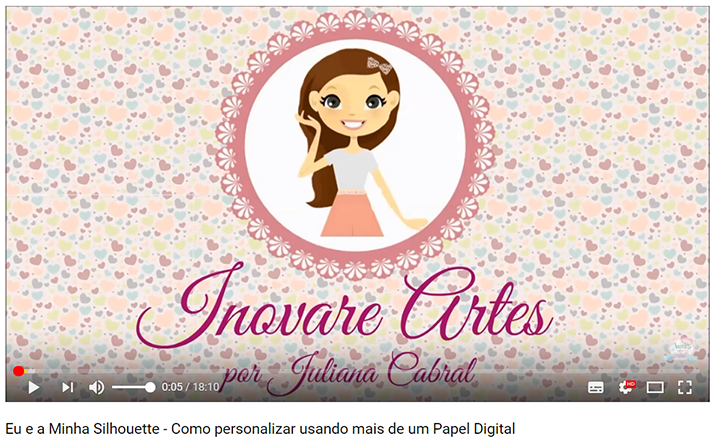 Inovare Artes
por Juliana Cabral
0:05 / 18:10
HD
Eu e a Minha Silhouette - Como personalizar usando mais de um Papel Digital